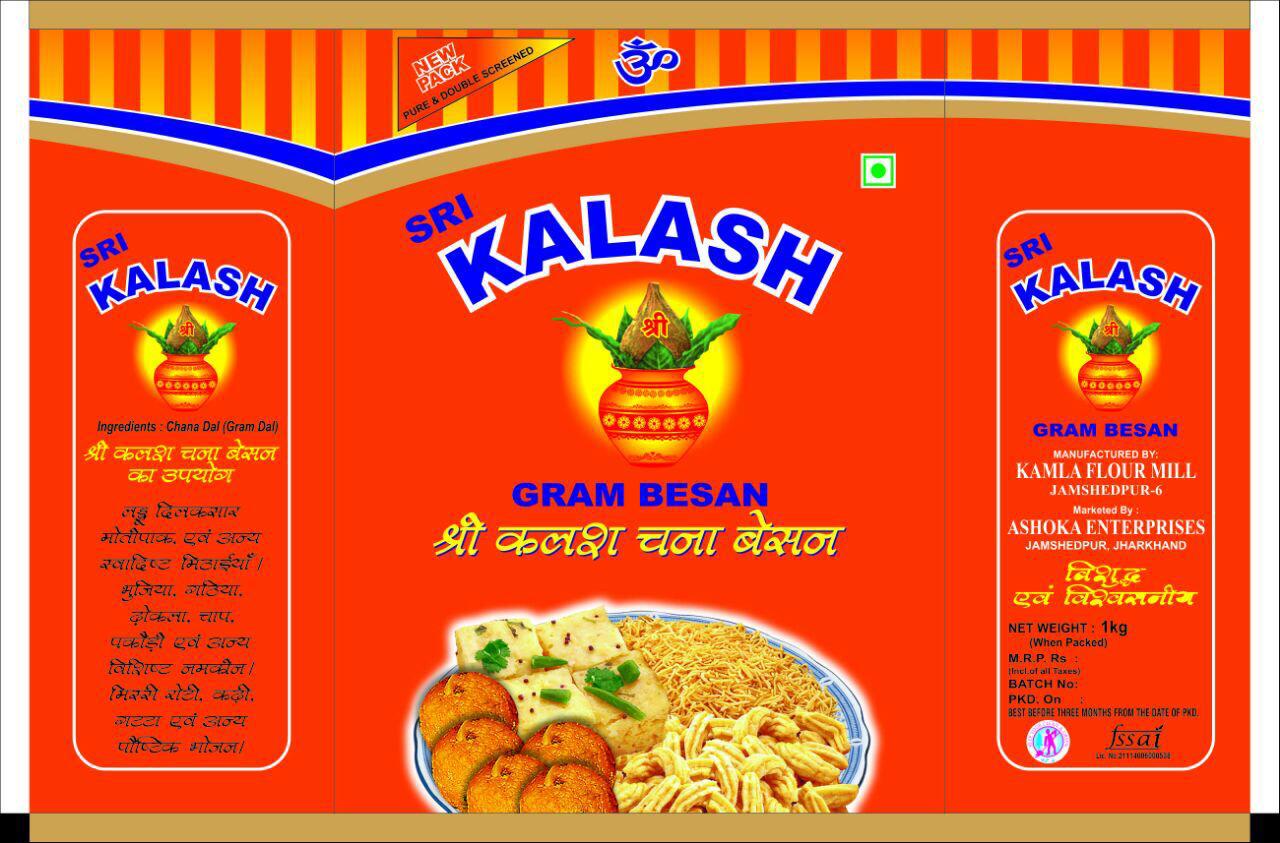 NEW
PACK
PURE & DOUBLE SCREENED
ॐ
SRI
KALASH
श्री
Ingredients : Chana Dal (Gram Dal)
श्री कलश चना बेसन
का उपयोग
लड्डू दिलकसार
मोतीपाक, एवं अन्य
स्वादिष्ट मिठाईयाँ।
भुजिया, गठिया,
ढ़ोकला, चाप,
पकौड़ी एवं अन्य
विशिष्ट नमकीन।
मिस्सी रोटी, कढ़ी,
गट्टा एवं अन्य
पौष्टिक भोजन।
SRI
KALASH
श्री
GRAM BESAN
श्री कलश चना बेसन
SRI
KALASH
श्री
GRAM BESAN
MANUFACTURED BY:
KAMLA FLOUR MILL
JAMSHEDPUR-6
Marketed By :
ASHOKA ENTERPRISES
JAMSHEDPUR, JHARKHAND
विशुद्ध
एवं विश्वसनीय
NET WEIGHT : 1kg
(When Packed)
M.R.P. Rs :
(Incl.of all Taxes)
BATCH No:
PKD. On :
BEST BEFORE THREE MONTHS FROM THE DATE OF PKD.
fssai
Lic. No.21114006000538